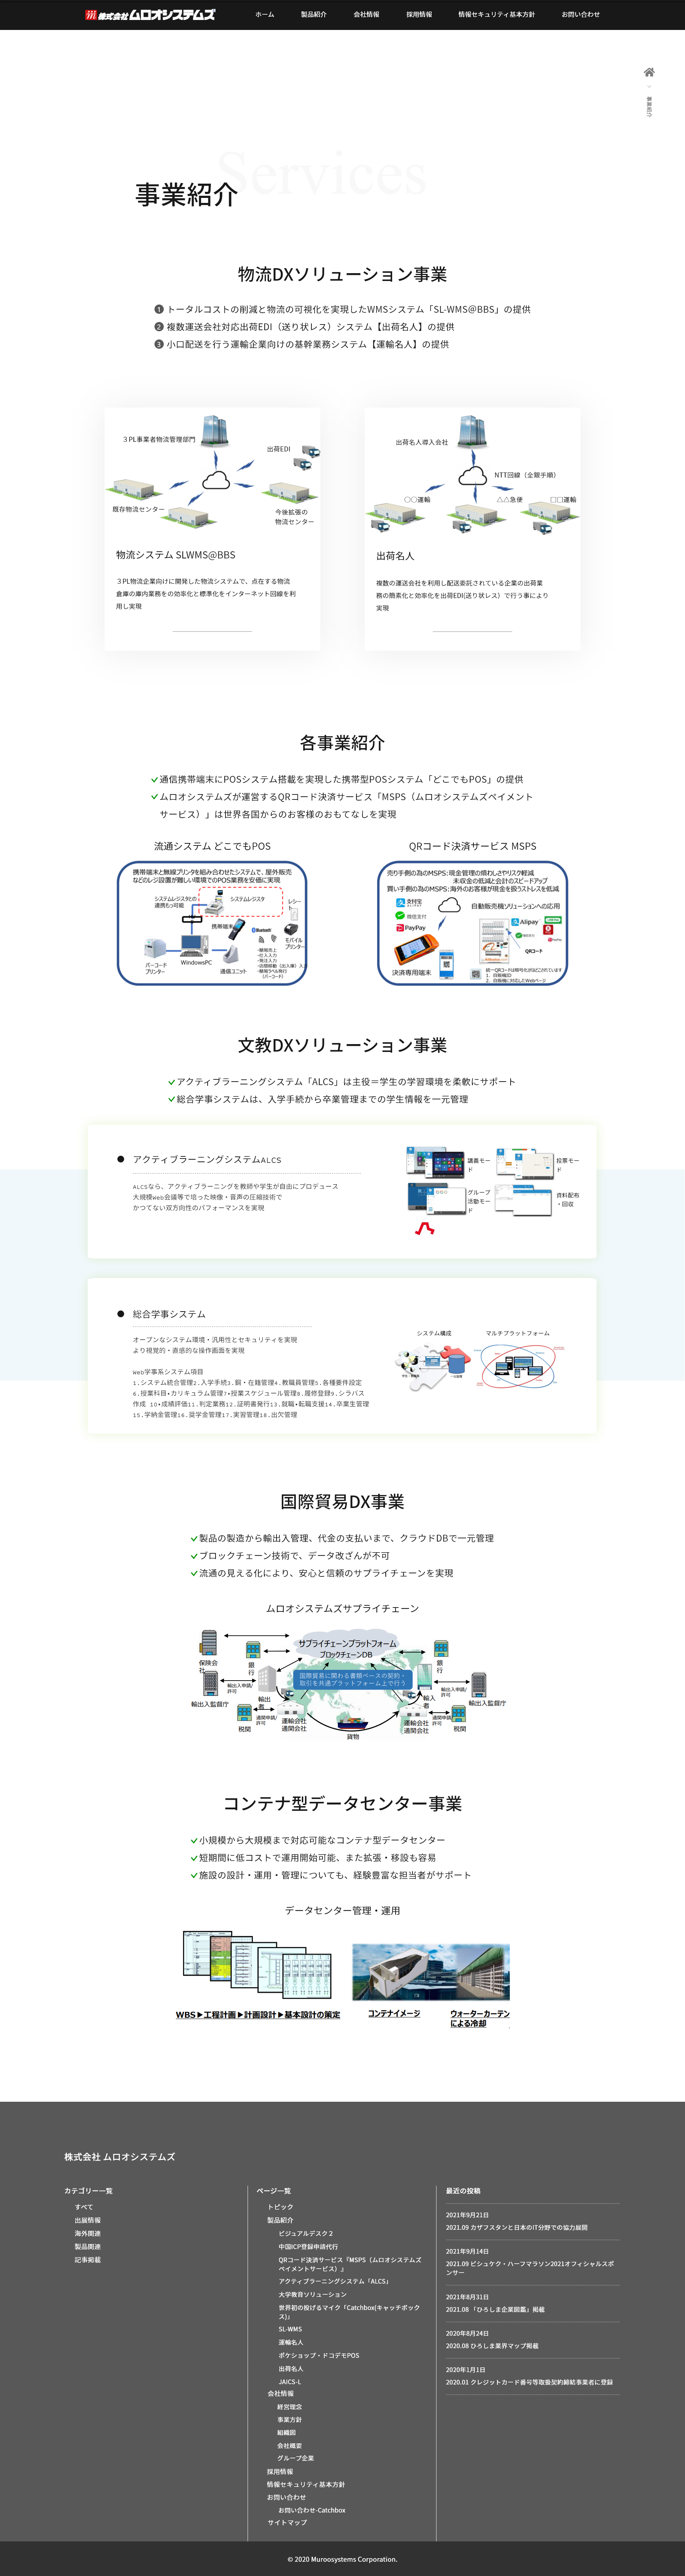 株式会社 ムロオシステムズ
ホーム 製品紹介 会社情報 採用情報 情報セキュリティ基本方針 お問い合わせ
事業紹介
Services
事業紹介
物流DXソリューション事業
❶ トータルコストの削減と物流の可視化を実現したWMSシステム「SL-WMS@BBS」の提供
❷ 複数運送会社対応出荷EDI（送り状レス）システム【出荷名人】の提供
❸ 小口配送を行う運輸企業向けの基幹業務システム【運輸名人】の提供
３PL事業者物流管理部門
出荷EDI
既存物流センター
今後拡張の
物流センター
物流システム SLWMS@BBS
３PL物流企業向けに開発した物流システムで、点在する物流
倉庫の庫内業務をの効率化と標準化をインターネット回線を利
用し実現
出荷名人導入会社
NTT回線（全銀手順）
〇〇運輸
△△急便
□□運輸
出荷名人
複数の運送会社を利用し配送委託されている企業の出荷業
務の簡素化と効率化を出荷EDI(送り状レス）で行う事により
実現
各事業紹介
通信携帯端末にPOSシステム搭載を実現した携帯型POSシステム「どこでもPOS」の提供
ムロオシステムズが運営するQRコード決済サービス「MSPS（ムロオシステムズペイメント
サービス）」は世界各国からのお客様のおもてなしを実現
流通システム どこでもPOS
携帯端末と無線プリンタを組み合わせたシステムで、屋外販売
などのレジ設置が難しい環境でのPOS業務を安価に実現
システムレジスタとの
連携も可能
システムレジスタ
レシート
携帯端末
Bluetooth
モバイル
プリンター
バーコード
プリンター
WindowsPC
通信ユニット
QRコード決済サービス MSPS
売り手側の為のMSPS:現金管理の煩わしさやリスク軽減
未収金の低減と会計のスピードアップ
買い手側の為のMSPS:海外のお客様が現金を扱うストレスを低減
支付宝
微信支付
PayPay
決済専用端末
自動販売機ソリューションへの応用
Alipay
QRコード
文教DXソリューション事業
アクティブラーニングシステム「ALCS」は主役＝学生の学習環境を柔軟にサポート
総合学事システムは、入学手続から卒業管理までの学生情報を一元管理
アクティブラーニングシステムALCS
ALCSなら、アクティブラーニングを教師や学生が自由にプロデュース
大規模Web会議等で培った映像・音声の圧縮技術で
かつてない双方向性のパフォーマンスを実現
講義モード
投票モード
グループ活動モード
資料配布・回収
総合学事システム
オープンなシステム環境・汎用性とセキュリティを実現
より視覚的・直感的な操作画面を実現
Web学事系システム項目
1.システム統合管理2.入学手続3.銅・在籍管理4.教職員管理5.各種要件設定
6.授業科目•カリキュラム管理7•授業スケジュール管理8.履修登録9.シラバス
作成 10•成績評価11.判定業務12.証明書発行13.就職•転職支援14.卒業生管理
15.学納金管理16.奨学金管理17.実習管理18.出欠管理
システム構成
マルチプラットフォーム
国際貿易DX事業
製品の製造から輸出入管理、代金の支払いまで、クラウドDBで一元管理
ブロックチェーン技術で、データ改ざんが不可
流通の見える化により、安心と信頼のサプライチェーンを実現
ムロオシステムズサプライチェーン
サプライチェーンプラットフォーム
ブロックチェーンDB
国際貿易に関わる書類ベースの契約・
取引を共通プラットフォーム上で行う
保険会社
銀行
銀行
輸出入申請/許可
輸出入監督庁
輸出者
輸入者
輸出入申請/許可
輸出入監督庁
税関
通関申請/許可
運輸会社
通関会社
貨物
運輸会社
通関会社
通関申請/許可
税関
コンテナ型データセンター事業
小規模から大規模まで対応可能なコンテナ型データセンター
短期間に低コストで運用開始可能、また拡張・移設も容易
施設の設計・運用・管理についても、経験豊富な担当者がサポート
データセンター管理・運用
WBS▶工程計画▶計画設計▶基本設計の策定
コンテナイメージ
ウォーターカーテン
による冷却
株式会社 ムロオシステムズ
カテゴリー一覧
すべて
出展情報
海外関連
製品関連
記事掲載
ページ一覧
トピック
製品紹介
ビジュアルデスク２
中国ICP登録申請代行
QRコード決済サービス『MSPS（ムロオシステムズ
ペイメントサービス）』
アクティブラーニングシステム「ALCS」
大学教育ソリューション
世界初の投げるマイク「Catchbox(キャッチボック
ス)」
SL-WMS
運輸名人
ポケショップ・ドコデモPOS
出荷名人
JAICS-L
会社情報
経営理念
事業方針
組織図
会社概要
グループ企業
採用情報
情報セキュリティ基本方針
お問い合わせ
お問い合わせ-Catchbox
サイトマップ
最近の投稿
2021年9月21日
2021.09 カザフスタンと日本のIT分野での協力展開
2021年9月14日
2021.09 ビシュケク・ハーフマラソン2021オフィシャルスポ
ンサー
2021年8月31日
2021.08 「ひろしま企業図鑑」掲載
2020年8月24日
2020.08 ひろしま業界マップ掲載
2020年1月1日
2020.01 クレジットカード番号等取扱契約締結事業者に登録
© 2020 Muroosystems Corporation.